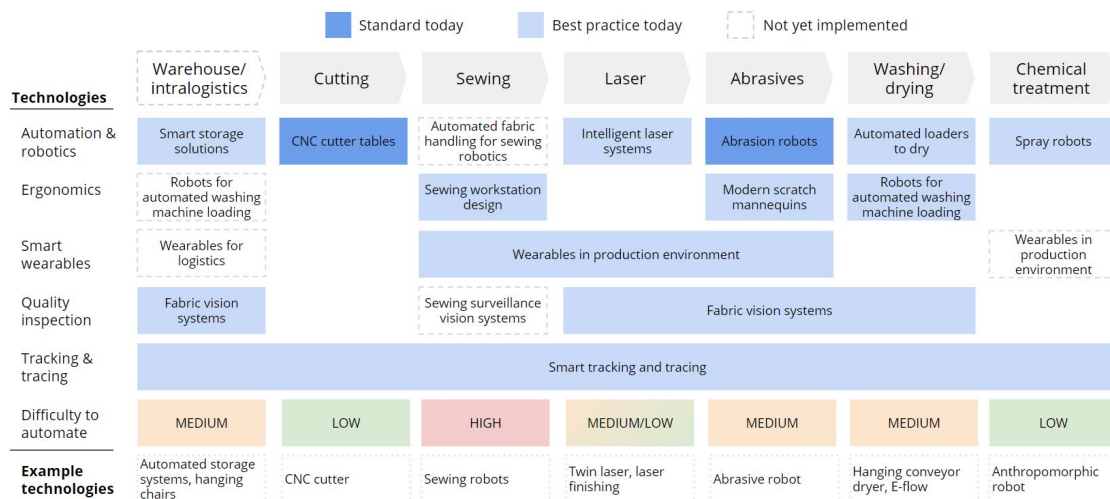 Standard today
Best practice today
Not yet implemented
Technologies
Warehouse/
intralogistics
Cutting
Sewing
Laser
Abrasives
Washing/
drying
Chemical
treatment
Automation &
robotics
Smart storage
solutions
CNC cutter tables
Automated fabric
handling for sewing
robotics
Intelligent laser
systems
Abrasion robots
Automated loaders
to dry
Spray robots
Ergonomics
Robots for
automated washing
machine loading
Sewing workstation
design
Modern scratch
mannequins
Robots for
automated washing
machine loading
Smart
wearables
Wearables for
logistics
Wearables in production environment
Wearables in
production
environment
Quality
inspection
Fabric vision
systems
Sewing surveillance
vision systems
Fabric vision systems
Tracking &
tracing
Smart tracking and tracing
Difficulty to
automate
MEDIUM
LOW
HIGH
MEDIUM/LOW
MEDIUM
MEDIUM
LOW
Example
technologies
Automated storage
systems, hanging
chairs
CNC cutter
Sewing robots
Twin laser, laser
finishing
Abrasive robot
Hanging conveyor
dryer, E-flow
Anthropomorphic
robot